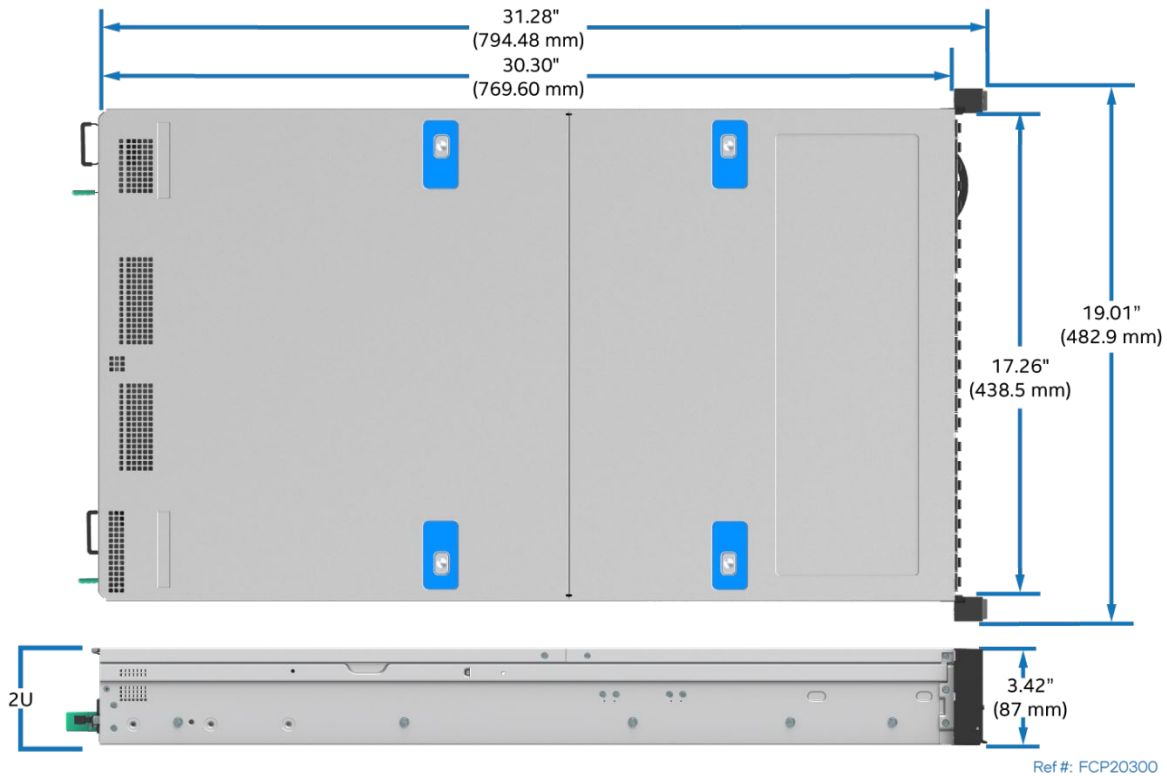 31.28"
(794.48 mm)
30.30"
(769.60 mm)
19.01"
(482.9 mm)
17.26"
(438.5 mm)
2U
3.42"
(87 mm)
Ref #: FCP20300